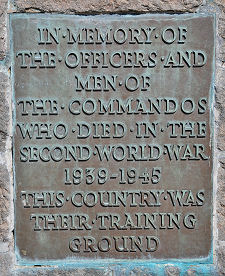 IN·MEMORY·OF
THE·OFFICERS·AND
MEN·OF
THE·COMMANDOS
WHO·DIED·IN·THE
SECOND·WORLD·WAR
1939-1945
THIS·COUNTRY·WAS
THEIR·TRAINING
GROUND